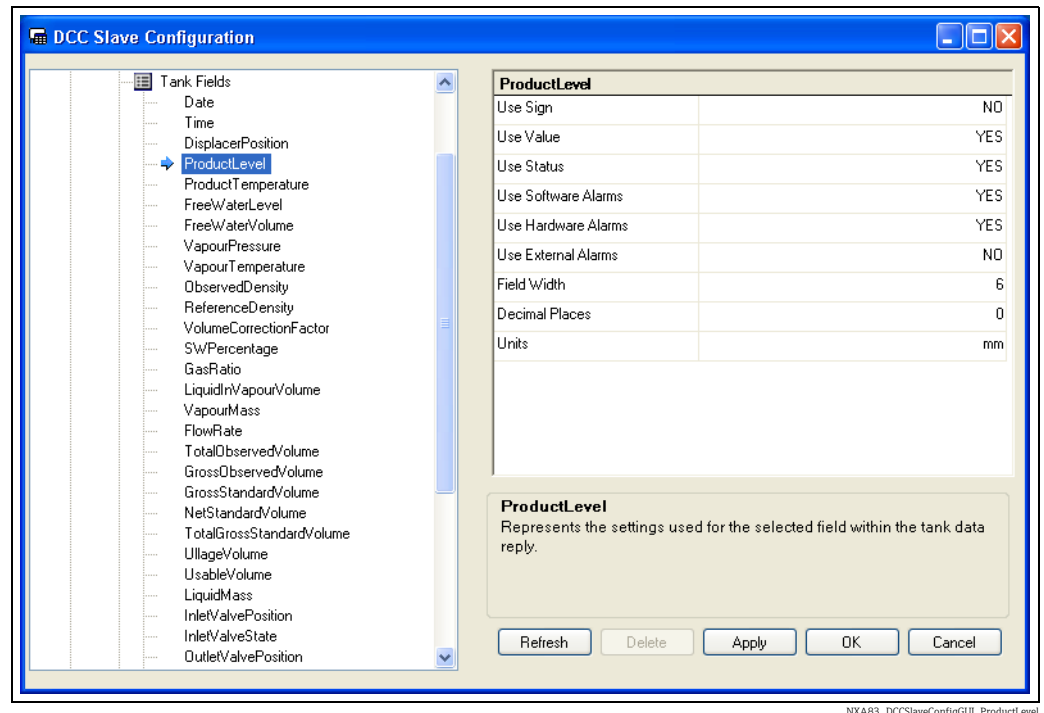 DCC Slave Configuration
Tank Fields
Date
Time
DisplacerPosition
ProductLevel
ProductTemperature
FreeWaterLevel
FreeWaterVolume
VapourPressure
VapourTemperature
ObservedDensity
ReferenceDensity
VolumeCorrectionFactor
SWPercentage
GasRatio
LiquidInVapourVolume
VapourMass
FlowRate
TotalObservedVolume
GrossObservedVolume
GrossStandardVolume
NetStandardVolume
TotalGrossStandardVolume
UllageVolume
UsableVolume
LiquidMass
InletValvePosition
InletValveState
OutletValvePosition
ProductLevel
Use Sign NO
Use Value YES
Use Status YES
Use Software Alarms YES
Use Hardware Alarms YES
Use External Alarms NO
Field Width 6
Decimal Places 0
Units mm
ProductLevel
Represents the settings used for the selected field within the tank data
reply.
Refresh Delete Apply OK Cancel
NXA83_DCCSlaveConfigGUI_ProductLevel